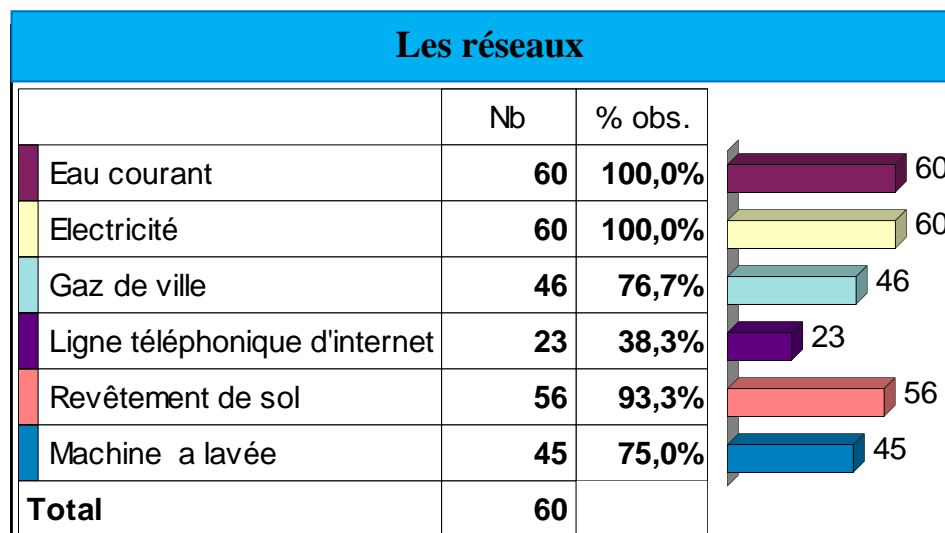 Les réseaux
Nb % obs.
Eau courant 60 100,0% 60
Electricité 60 100,0% 60
Gaz de ville 46 76,7% 46
Ligne téléphonique d'internet 23 38,3% 23
Revêtement de sol 56 93,3% 56
Machine a lavée 45 75,0% 45
Total 60